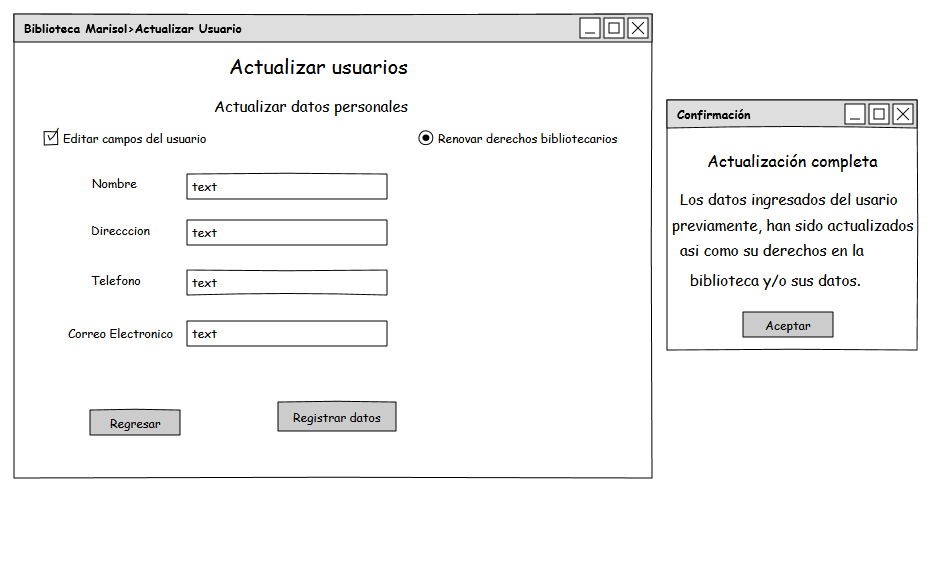 Biblioteca Marisol>Actualizar Usuario
Actualizar usuarios
Actualizar datos personales
Editar campos del usuario
Renovar derechos bibliotecarios
Nombre
text
Direcccion
text
Telefono
text
Correo Electronico
text
Regresar
Registrar datos
Confirmación
Actualización completa
Los datos ingresados del usario
previamente, han sido actualizados
asi como su derechos en la
biblioteca y/o sus datos.
Aceptar